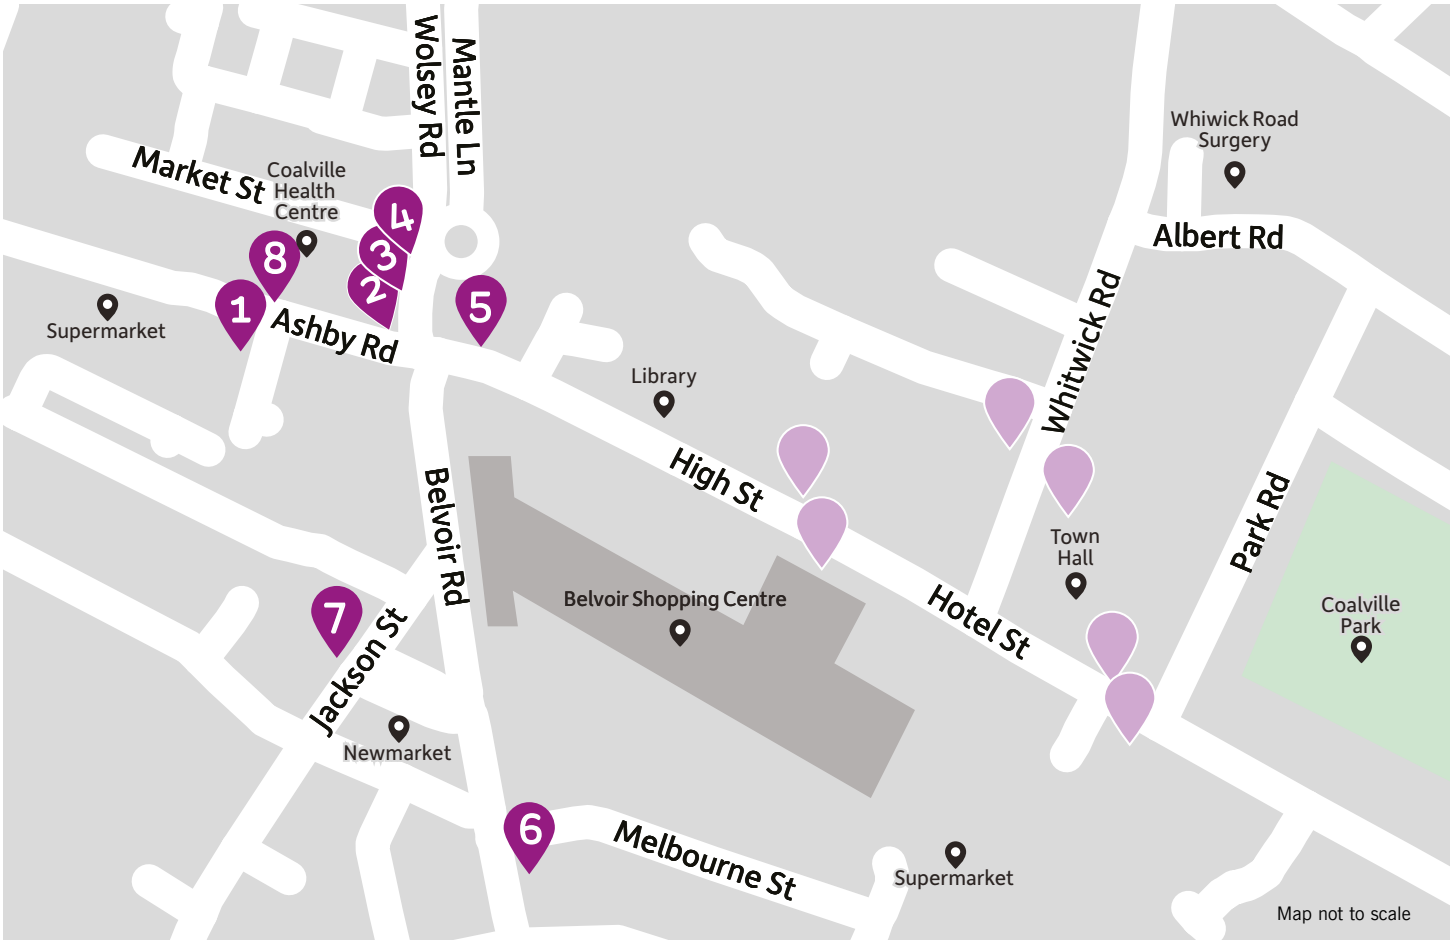 Wolsey Rd
Mantle Ln
Whiwick Road
Surgery
Market St
Coalville
Health
Centre
4
3
2
8
1
5
Albert Rd
Supermarket
Ashby Rd
Whitwick Rd
Library
High St
Belvoir Rd
Park Rd
Town
Hall
Belvoir Shopping Centre
Hotel St
Coalville
Park
7
Jackson St
Newmarket
6
Melbourne St
Supermarket
Map not to scale